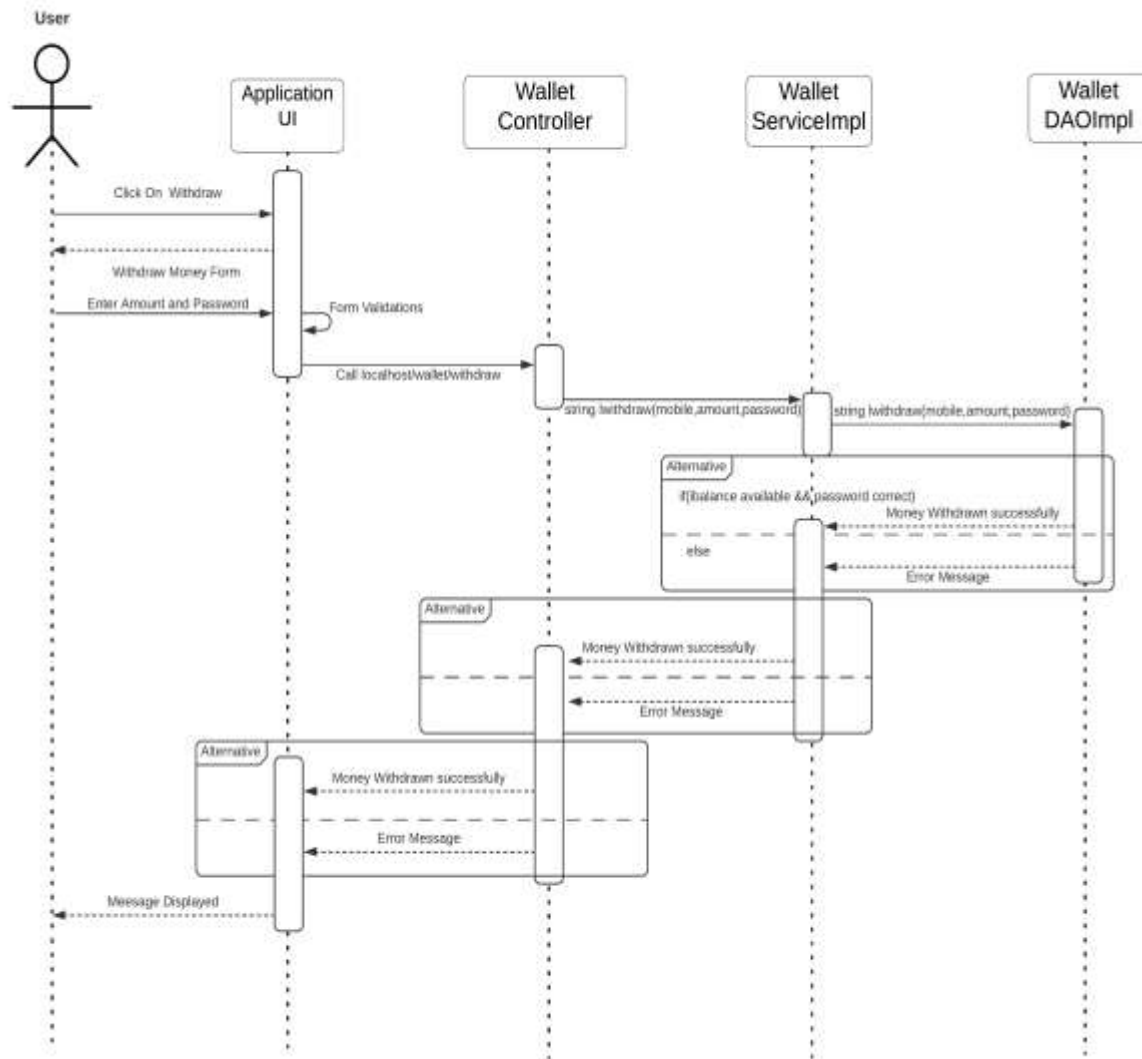 User
Application
UI
Wallet
Controller
Wallet
ServiceImpl
Wallet
DAOImpl
Click On Withdraw
Withdraw Money Form
Enter Amount and Password
Form Validations
Call localhost/wallet/withdraw
string lwithdraw(mobile,amount,password)
string lwithdraw(mobile,amount,password)
Alternative
if(lbalance available && password correct)
Money Withdrawn successfully
else
Error Message
Alternative
Money Withdrawn successfully
Error Message
Alternative
Money Withdrawn successfully
Error Message
Meesage Displayed